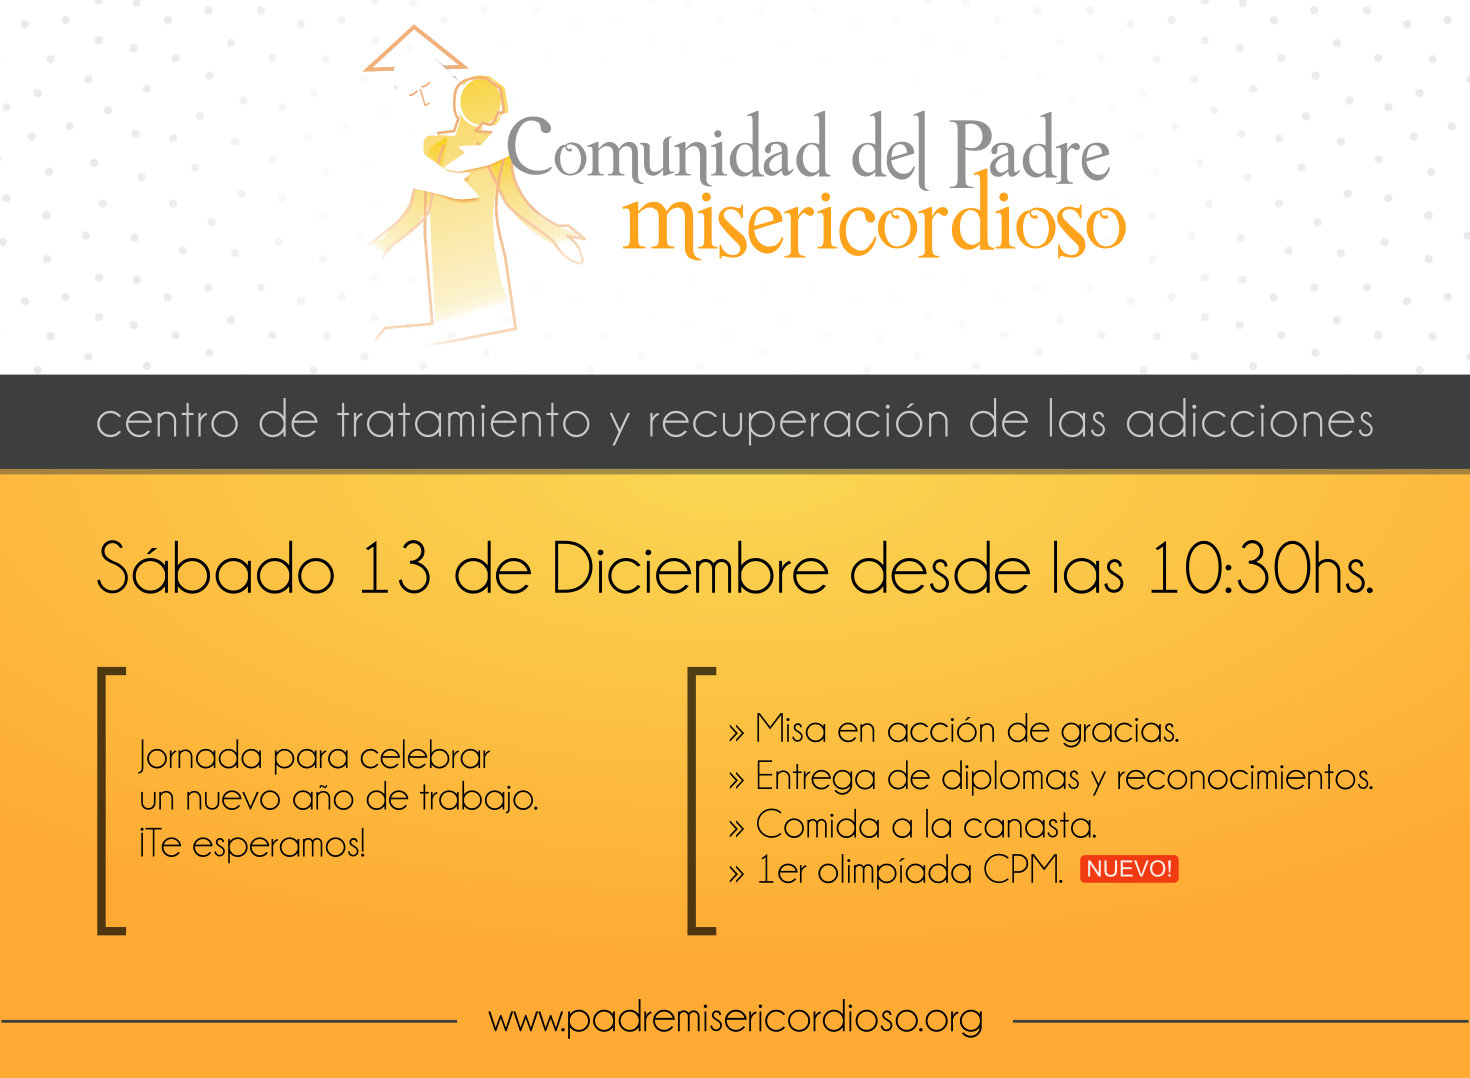 Comunidad del Padre
misericordioso
centro de tratamiento y recuperación de las adicciones
Sábado 13 de Diciembre desde las 10:30hs.
Jornada para celebrar
un nuevo año de trabajo.
¡Te esperamos!
» Misa en acción de gracias.
» Entrega de diplomas y reconocimientos.
» Comida a la canasta.
» 1er olimpíada CPM. NUEVO!
www.padremisericordioso.org